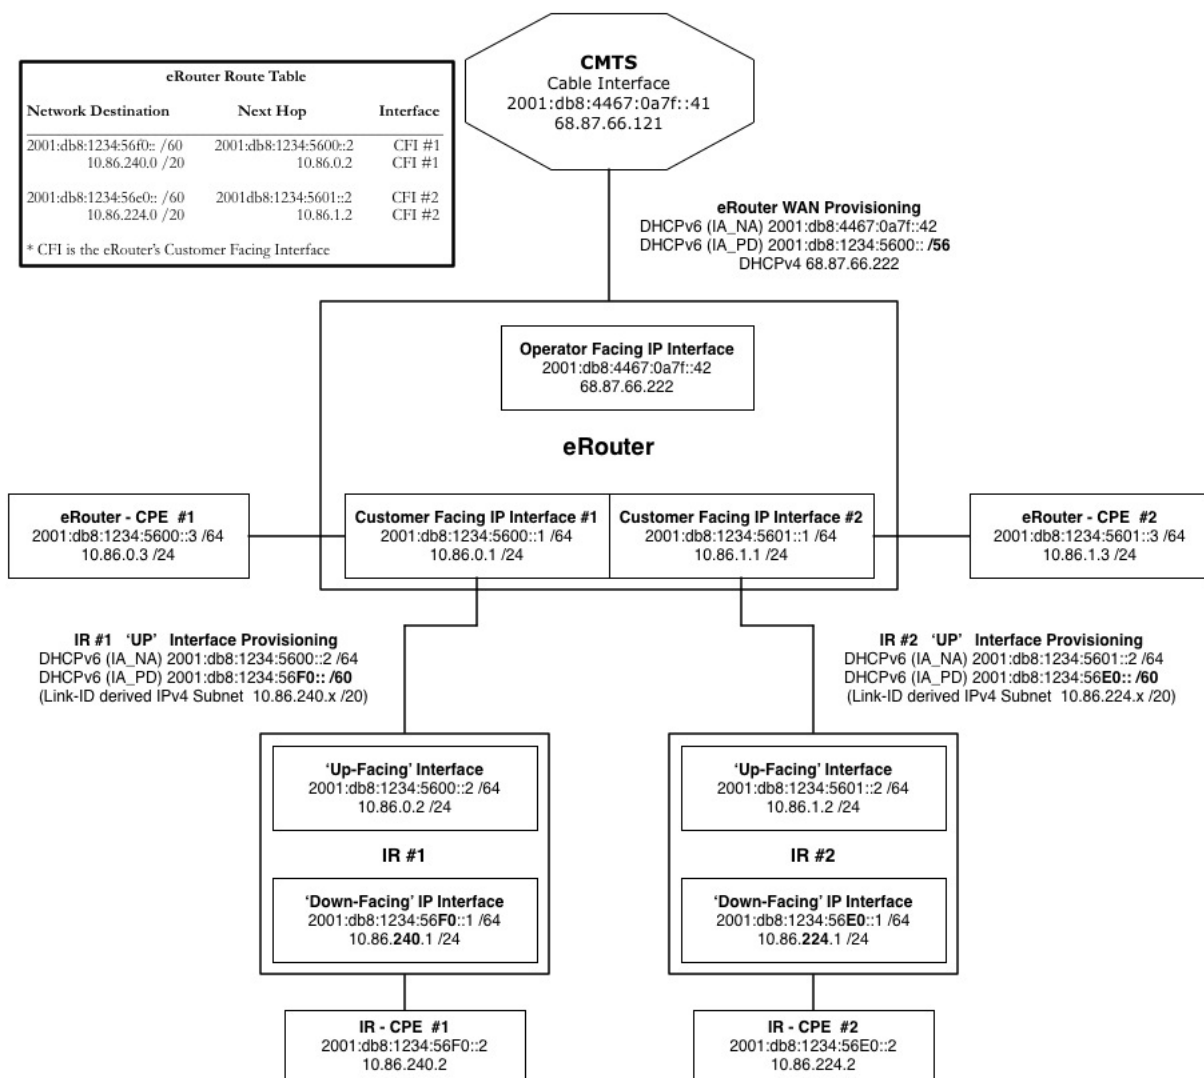 eRouter Route Table
Network Destination Next Hop Interface
2001:db8:1234:56f0:: /60 2001:db8:1234:5600::2 CFI #1
10.86.240.0 /20 10.86.0.2 CFI #1
2001:db8:1234:56e0:: /60 2001db8:1234:5601::2 CFI #2
10.86.224.0 /20 10.86.1.2 CFI #2
* CFI is the eRouter's Customer Facing Interface
CMTS
Cable Interface
2001:db8:4467:0a7f::41
68.87.66.121
eRouter WAN Provisioning
DHCPv6 (IA_NA) 2001:db8:4467:0a7f::42
DHCPv6 (IA_PD) 2001:db8:1234:5600:: /56
DHCPv4 68.87.66.222
Operator Facing IP Interface
2001:db8:4467:0a7f::42
68.87.66.222
eRouter
eRouter - CPE #1
2001:db8:1234:5600::3 /64
10.86.0.3 /24
Customer Facing IP Interface #1
2001:db8:1234:5600::1 /64
10.86.0.1 /24
Customer Facing IP Interface #2
2001:db8:1234:5601::1 /64
10.86.1.1 /24
eRouter - CPE #2
2001:db8:1234:5601::3 /64
10.86.1.3 /24
IR #1 ‘UP’ Interface Provisioning
DHCPv6 (IA_NA) 2001:db8:1234:5600::2 /64
DHCPv6 (IA_PD) 2001:db8:1234:56F0:: /60
(Link-ID derived IPv4 Subnet 10.86.240.x /20)
IR #2 ‘UP’ Interface Provisioning
DHCPv6 (IA_NA) 2001:db8:1234:5601::2 /64
DHCPv6 (IA_PD) 2001:db8:1234:56E0:: /60
(Link-ID derived IPv4 Subnet 10.86.224.x /20)
‘Up-Facing’ Interface
2001:db8:1234:5600::2 /64
10.86.0.2 /24
IR #1
‘Down-Facing’ IP Interface
2001:db8:1234:56F0::1 /64
10.86.240.1 /24
‘Up-Facing’ Interface
2001:db8:1234:5601::2 /64
10.86.1.2 /24
IR #2
‘Down-Facing’ IP Interface
2001:db8:1234:56E0::1 /64
10.86.224.1 /24
IR - CPE #1
2001:db8:1234:56F0::2
10.86.240.2
IR - CPE #2
2001:db8:1234:56E0::2
10.86.224.2